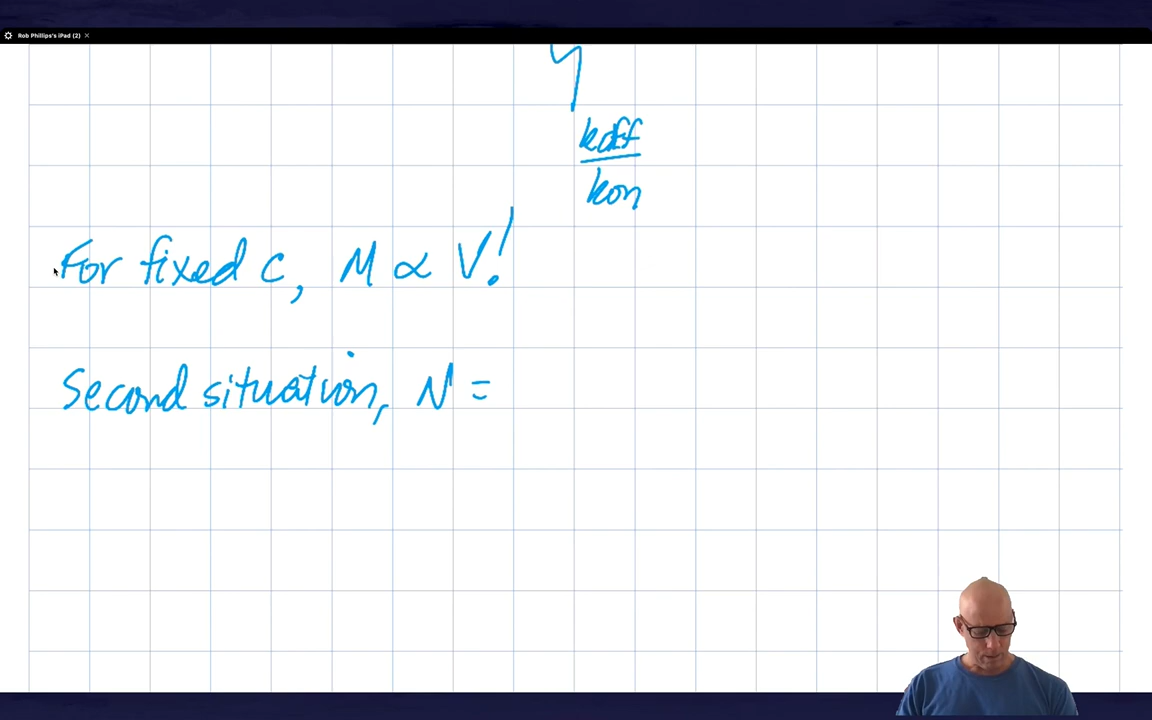 Rob Phillips's iPad (2)
koff
kon
For fixed c, M ∝ V!
Second situation, N =